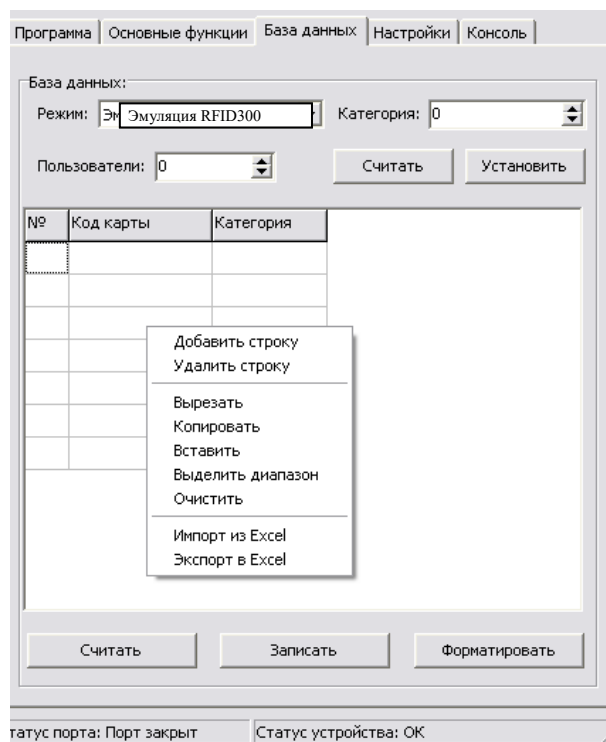 Программа Основные функции База данных Настройки Консоль
База данных:
Режим: Эм Эмуляция RFID300 Категория: 0
Пользователи: 0 Считать Установить
№ Код карты Категория
Добавить строку
Удалить строку
Вырезать
Копировать
Вставить
Выделить диапазон
Очистить
Импорт из Excel
Экспорт в Excel
Считать Записать Форматировать
татус порта: Порт закрыт Статус устройства: ОК